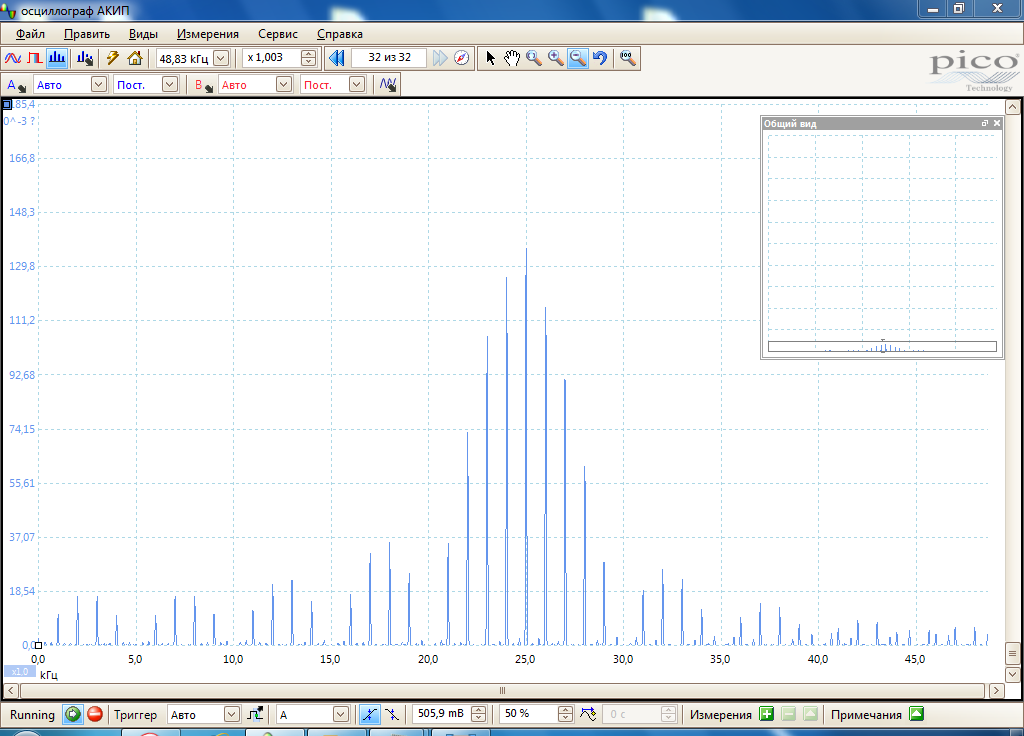 осциллограф АКИП
Файл Править Виды Измерения Сервис Справка
48,83 кГц x 1,003 32 из 32
pico
Technology
A Авто Пост. B Авто Пост.
185,4
0^-3 ?
Общий вид
166,8
148,3
129,8
111,2
92,68
74,15
55,61
37,07
18,54
0,0
0,0 5,0 10,0 15,0 20,0 25,0 30,0 35,0 40,0 45,0
x1,0 кГц
Running Триггер Авто A 505,9 mB 50 % 0 c Измерения Примечания